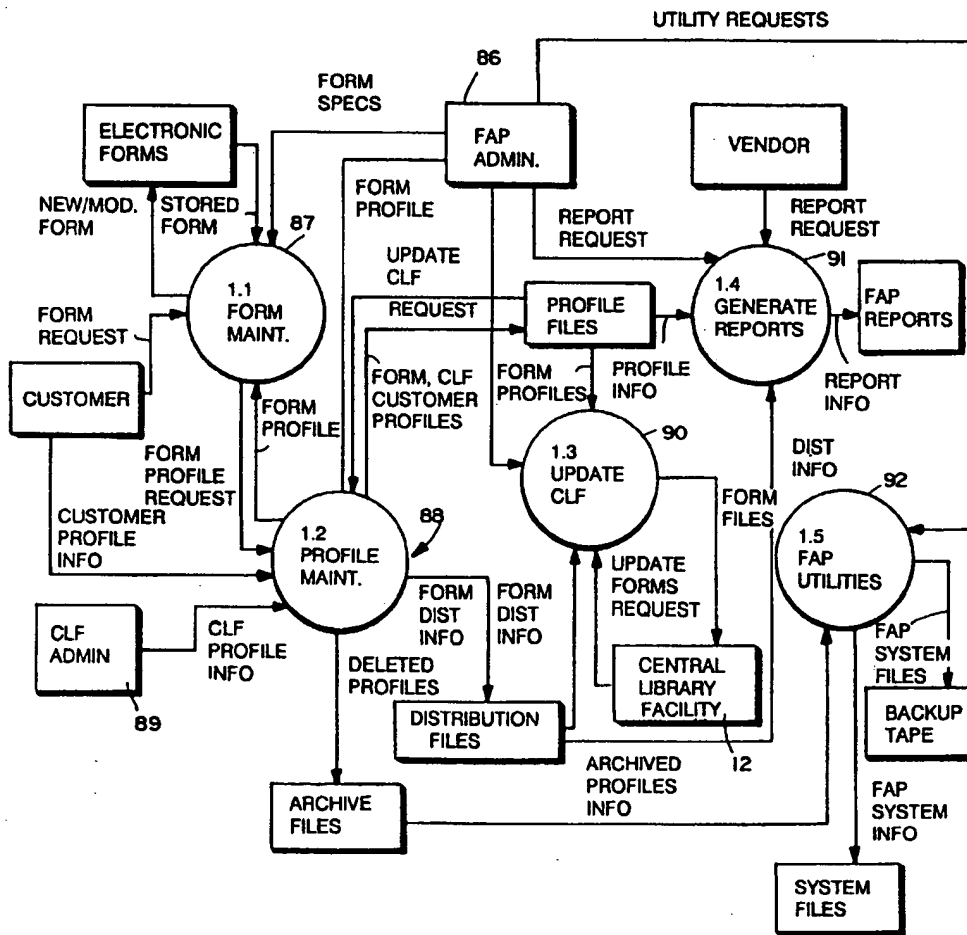 UTILITY REQUESTS
86
FORM
SPECS
ELECTRONIC
FORMS
FAP
ADMIN.
VENDOR
NEW/MOD.
FORM
STORED
FORM
87
FORM
PROFILE
REPORT
REQUEST
REPORT
REQUEST
91
UPDATE
CLF
REQUEST
1.1
FORM
MAINT.
PROFILE
FILES
1.4
GENERATE
REPORTS
FAP
REPORTS
FORM
REQUEST
CUSTOMER
FORM
PROFILE
FORM, CLF
CUSTOMER
PROFILES
FORM
PROFILES
PROFILE
INFO
REPORT
INFO
90
FORM
PROFILE
REQUEST
1.3
UPDATE
CLF
FORM
FILES
DIST
INFO
92
CUSTOMER
PROFILE
INFO
88
1.2
PROFILE
MAINT.
UPDATE
FORMS
REQUEST
1.5
FAP
UTILITIES
FORM
DIST
INFO
FORM
DIST
INFO
CLF
ADMIN
CLF
PROFILE
INFO
89
DELETED
PROFILES
CENTRAL
LIBRARY
FACILITY
12
FAP
SYSTEM
FILES
DISTRIBUTION
FILES
BACKUP
TAPE
ARCHIVED
PROFILES
INFO
ARCHIVE
FILES
FAP
SYSTEM
INFO
SYSTEM
FILES